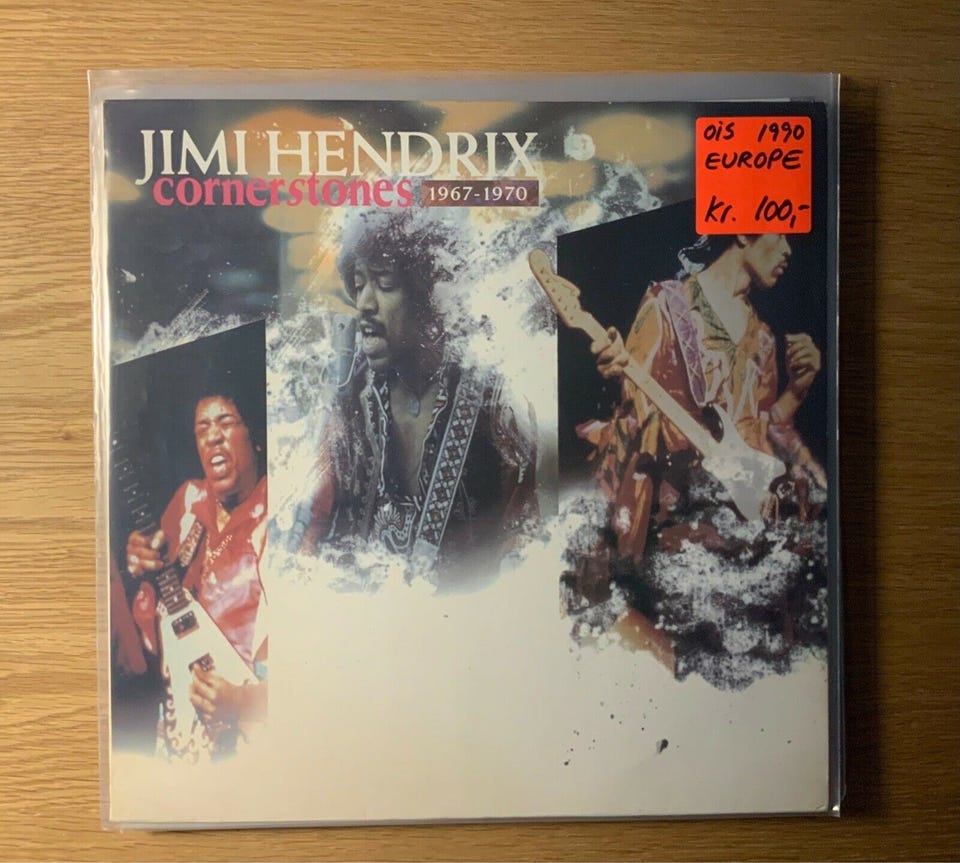 JIMI HENDRIX
cornerstones 1967-1970
OiS 1990
EUROPE
Kr. 100,-